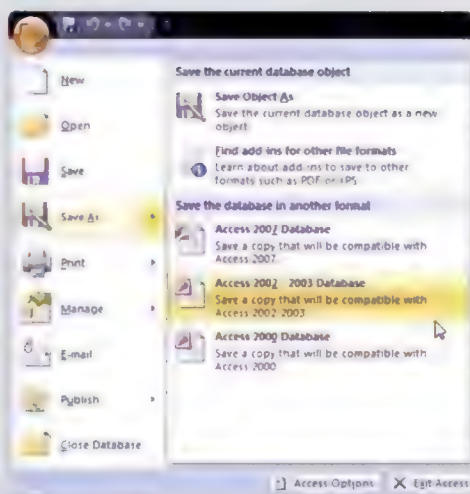 New
Open
Save
Save As
Print
Manage
E-mail
Publish
Close Database
Save the current database object
Save Object As
Save the current database object as a new
object
Find add-ins for other file formats
Learn about add-ins to save to other
formats such as PDF or XPS
Save the database in another format
Access 2007 Database
Save a copy that will be compatible with
Access 2007
Access 2002 - 2003 Database
Save a copy that will be compatible with
Access 2002-2003
Access 2000 Database
Save a copy that will be compatible with
Access 2000
Access Options
Exit Access